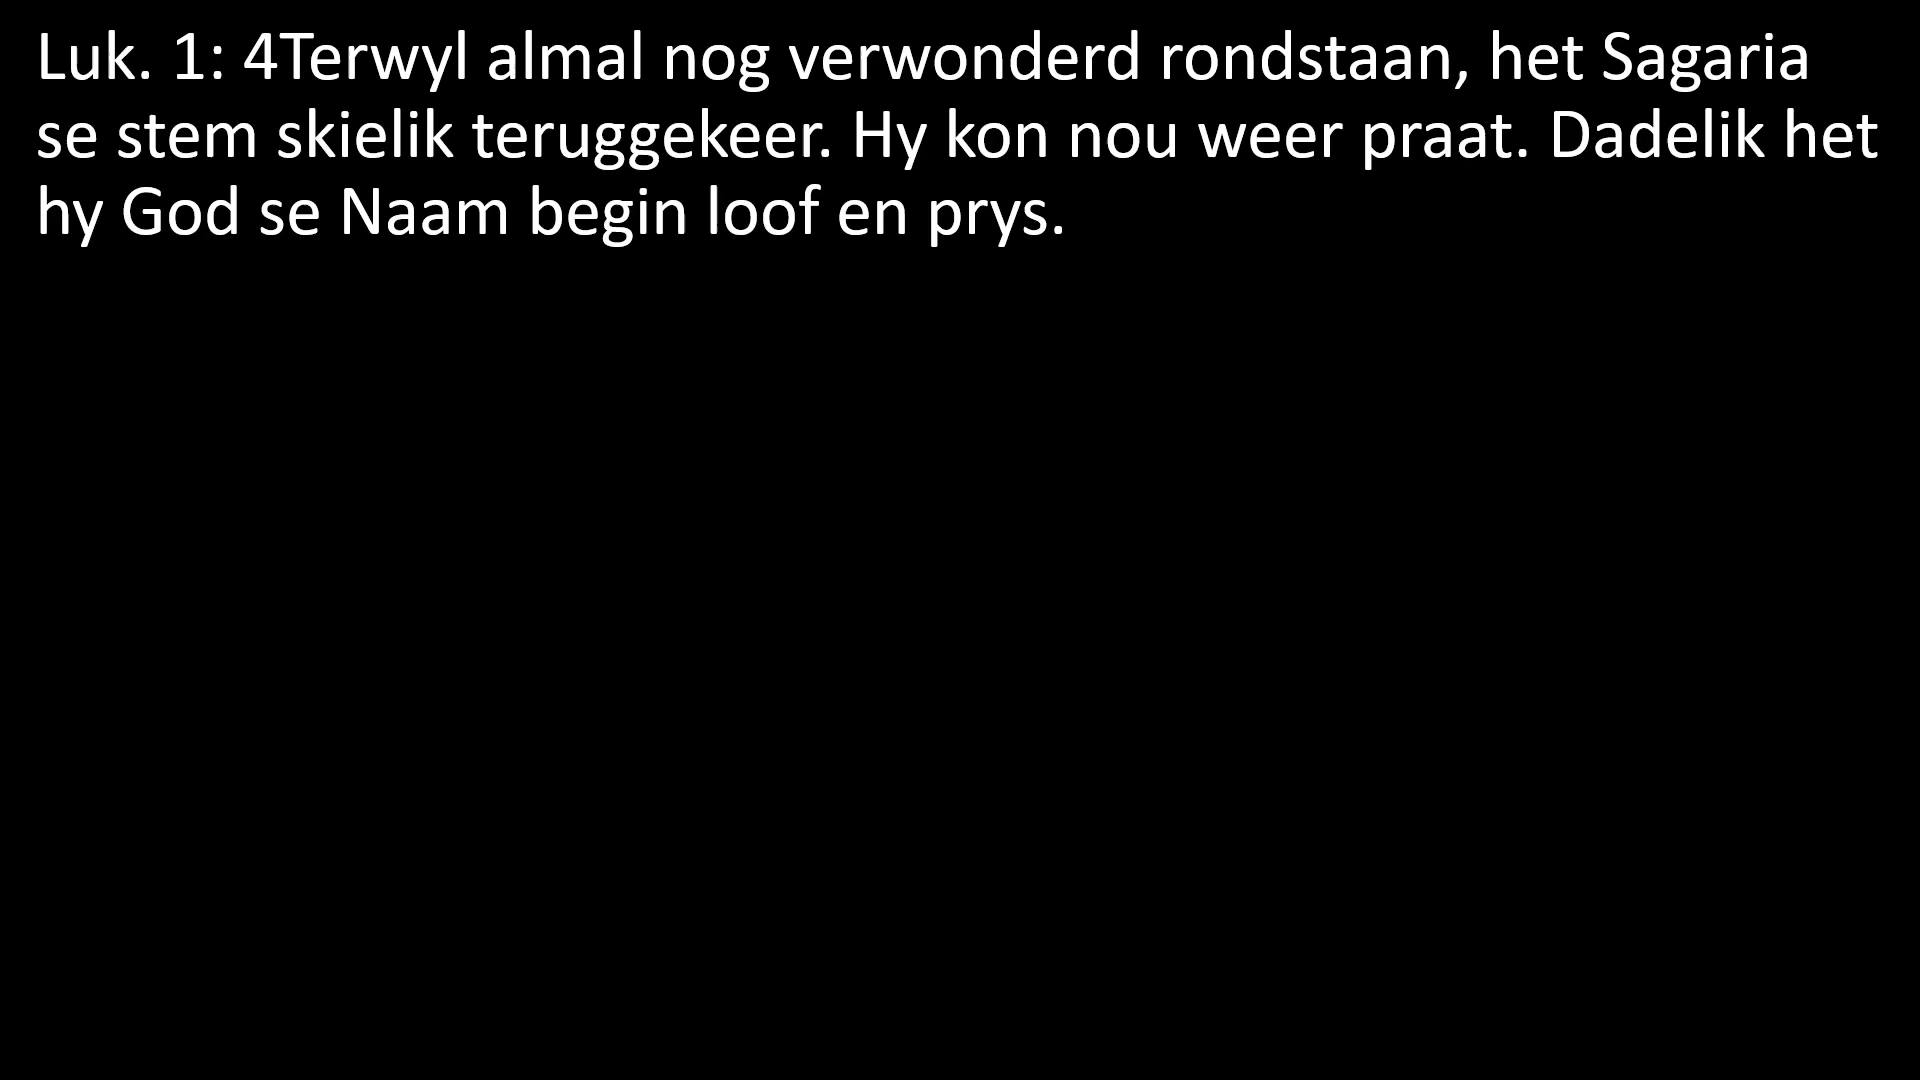 Luk. 1: 4Terwyl almal nog verwonderd rondstaan, het Sagaria
se stem skielik teruggekeer. Hy kon nou weer praat. Dadelik het
hy God se Naam begin loof en prys.